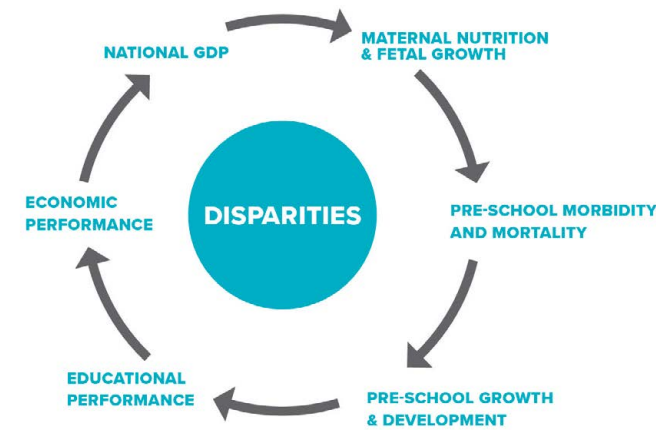 NATIONAL GDP
MATERNAL NUTRITION
& FETAL GROWTH
DISPARITIES
PRE-SCHOOL MORBIDITY
AND MORTALITY
PRE-SCHOOL GROWTH
& DEVELOPMENT
EDUCATIONAL
PERFORMANCE
ECONOMIC
PERFORMANCE